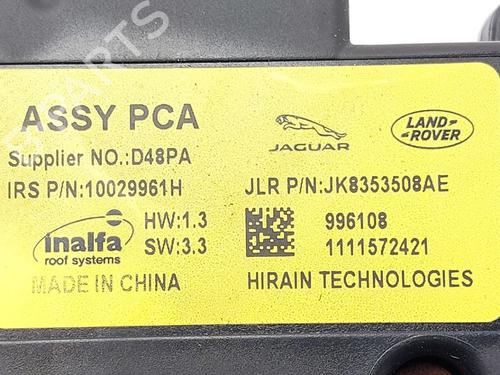 ASSY PCA
JAGUAR
LAND-
ROVER
Supplier NO.:D48PA
IRS P/N:10029961H
JLR P/N:JK8353508AE
inalfa
roof systems
HW:1.3
SW:3.3
996108
1111572421
MADE IN CHINA
HIRAIN TECHNOLOGIES